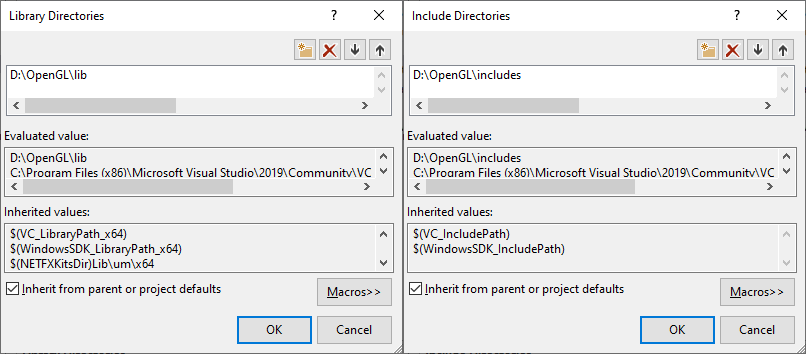 Library Directories
D:\OpenGL\lib
Evaluated value:
D:\OpenGL\lib
C:\Program Files (x86)\Microsoft Visual Studio\2019\Community\VC
Inherited values:
$(VC_LibraryPath_x64)
$(WindowsSDK_LibraryPath_x64)
$(NETFXKitsDir)Lib\um\x64
Inherit from parent or project defaults
Macros>>
OK
Cancel
Include Directories
D:\OpenGL\includes
Evaluated value:
D:\OpenGL\includes
C:\Program Files (x86)\Microsoft Visual Studio\2019\Community\VC
Inherited values:
$(VC_IncludePath)
$(WindowsSDK_IncludePath)
Inherit from parent or project defaults
Macros>>
OK
Cancel